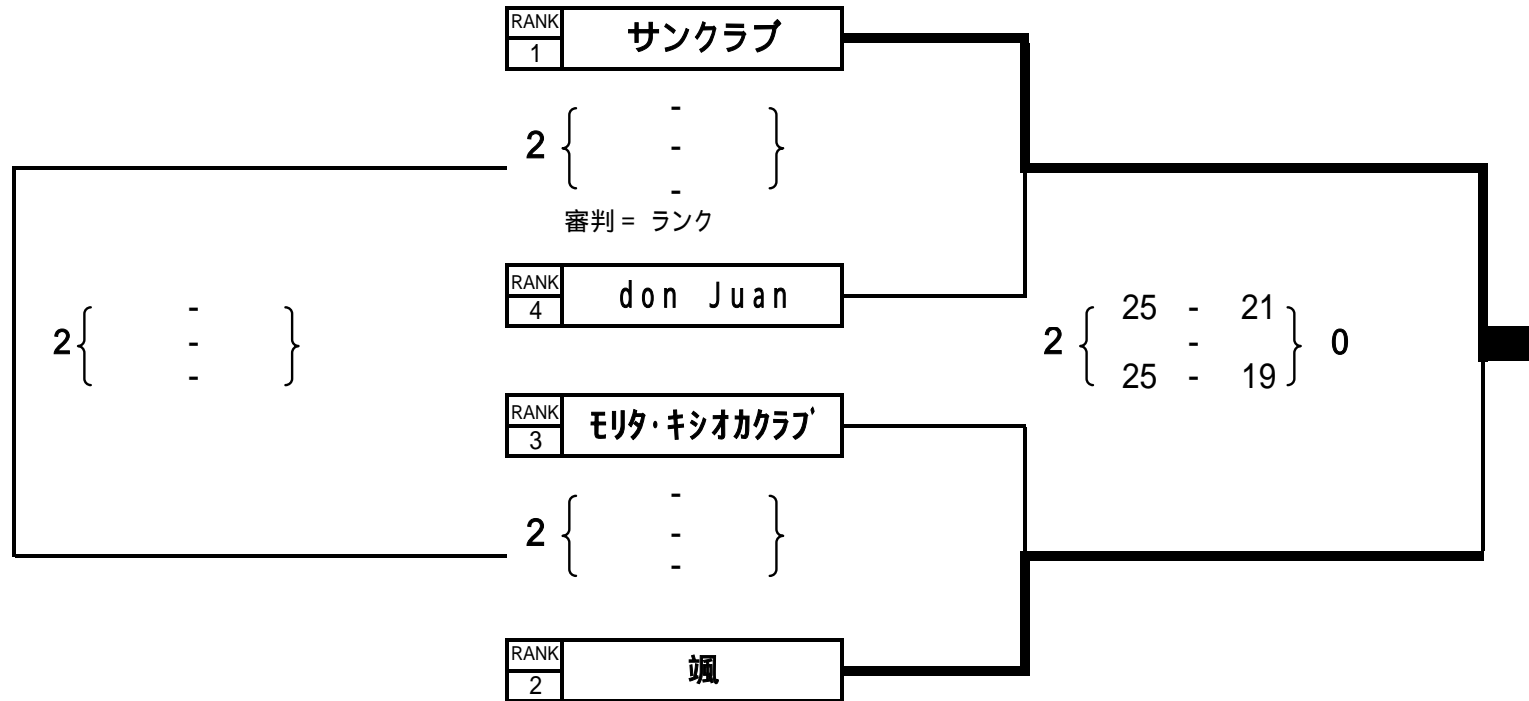 RANK
1
サンクラブ
-
2 { - }
-
審判 = ランク
RANK
4
don Juan
-
2 { - }
-
25 - 21
2 { - } 0
25 - 19
RANK
3
ﾓﾘﾀ・ｷｼｵｶｸﾗﾌﾞ
-
2 { - }
-
RANK
2
颯